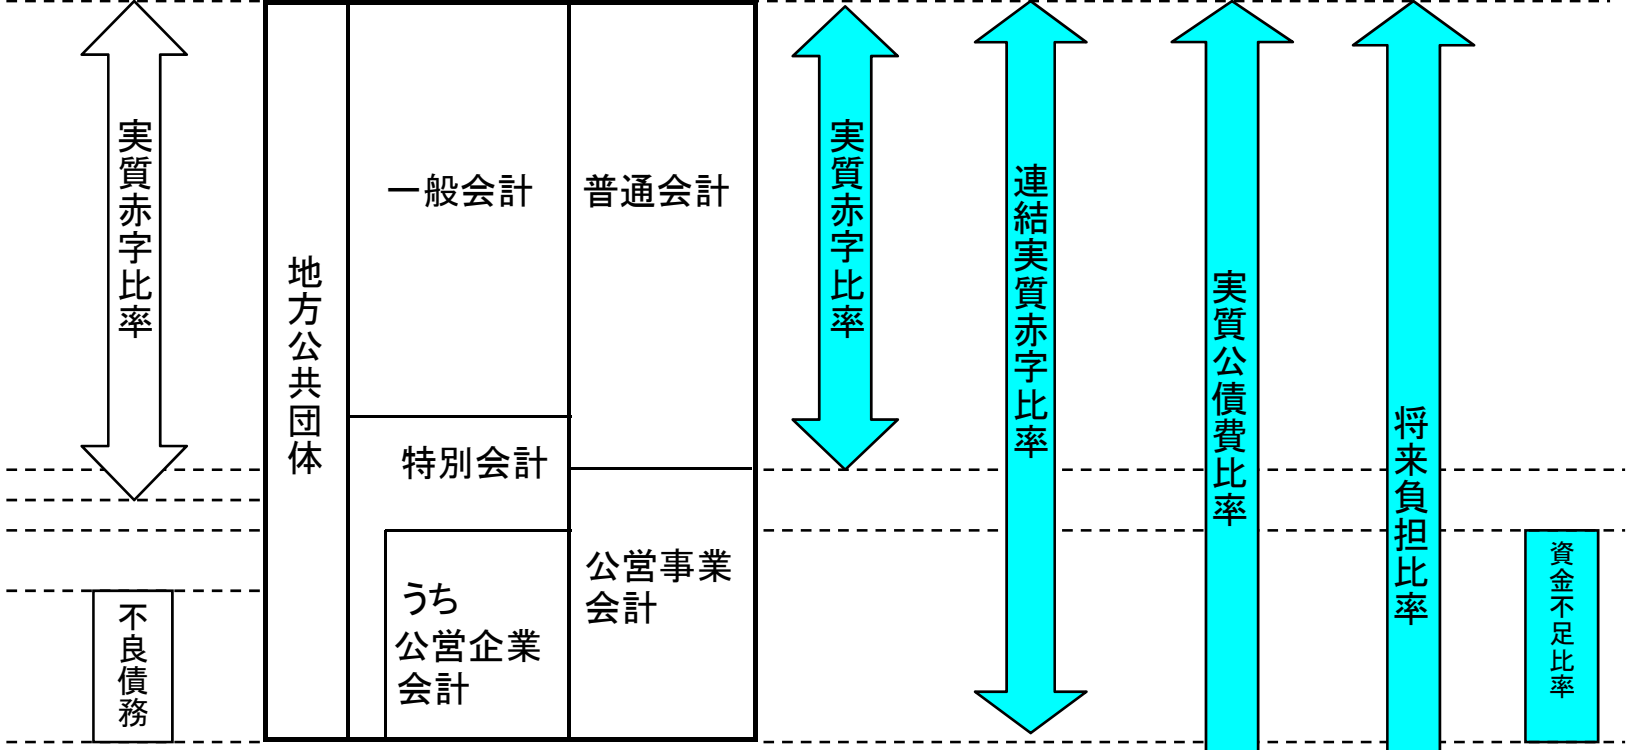 実質赤字比率
不良債務
地方公共団体
一般会計
特別会計
うち
公営企業
会計
普通会計
公営事業
会計
実質赤字比率
連結実質赤字比率
実質公債費比率
将来負担比率
資金不足比率